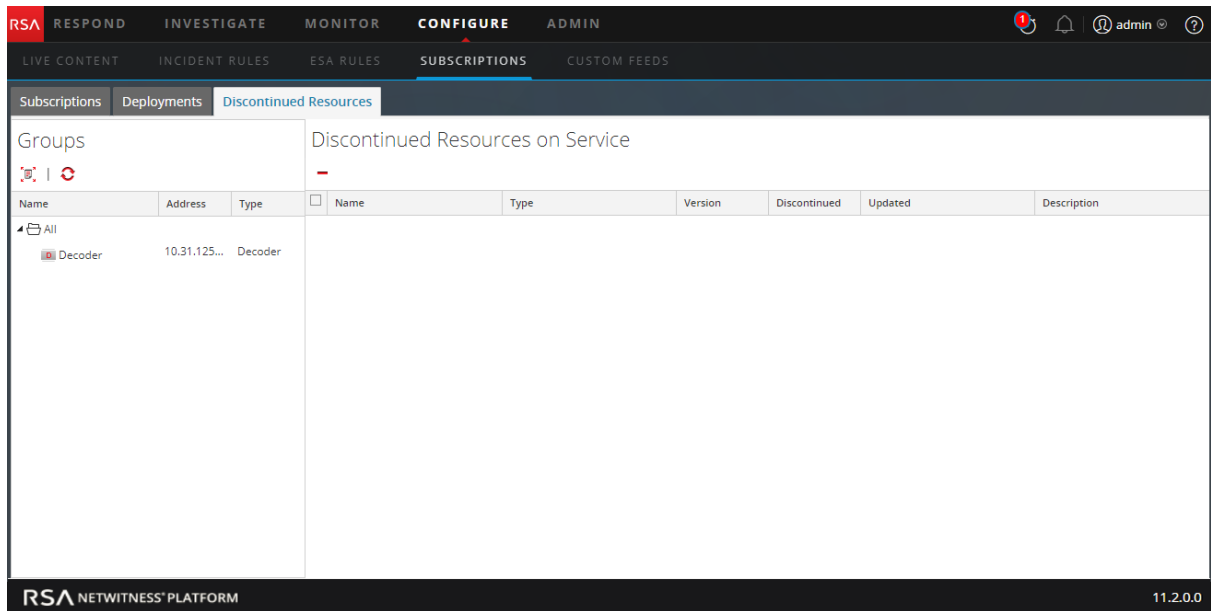 RSA RESPOND INVESTIGATE MONITOR CONFIGURE ADMIN 1 admin ?
LIVE CONTENT INCIDENT RULES ESA RULES SUBSCRIPTIONS CUSTOM FEEDS
Subscriptions Deployments Discontinued Resources
Groups
Discontinued Resources on Service
Name Address Type
Name Type Version Discontinued Updated Description
All
D Decoder 10.31.125... Decoder
RSA NETWITNESS® PLATFORM 11.2.0.0